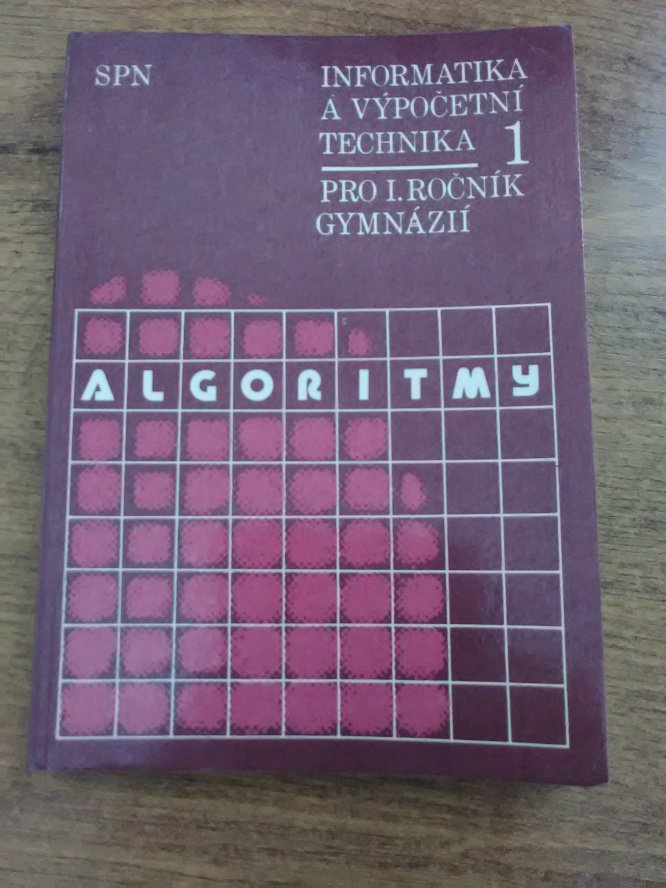 SPN
INFORMATIKA
A VÝPOČETNÍ
TECHNIKA 1
PRO I. ROČNÍK
GYMNÁZIÍ
ALGORITMY